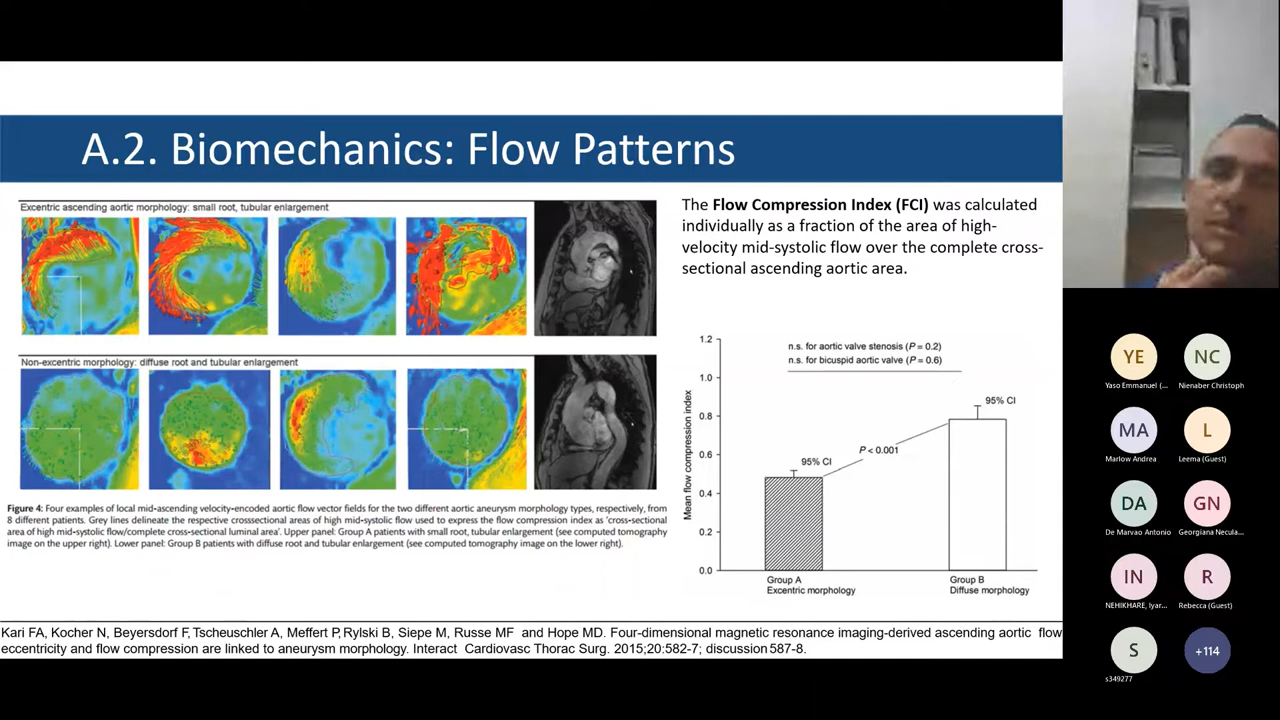 A.2. Biomechanics: Flow Patterns
Excentric ascending aortic morphology: small root, tubular enlargement
Non-excentric morphology: diffuse root and tubular enlargement
Figure 4: Four examples of local mid-ascending velocity-encoded aortic flow vector fields for the two different aortic aneurysm morphology types, respectively, from
8 different patients. Grey lines delineate the respective crosssectional areas of high mid-systolic flow used to express the flow compression index as 'cross-sectional
area of high mid-systolic flow/complete cross-sectional luminal area'. Upper panel: Group A patients with small root, tubular enlargement (see computed tomography
image on the upper right). Lower panel: Group B patients with diffuse root and tubular enlargement (see computed tomography image on the lower right).
The Flow Compression Index (FCI) was calculated
individually as a fraction of the area of high-
velocity mid-systolic flow over the complete cross-
sectional ascending aortic area.
n.s. for aortic valve stenosis (P = 0.2)
n.s. for bicuspid aortic valve (P = 0.6)
95% CI
P < 0.001
95% CI
Mean flow compression index
1.2
1.0
0.8
0.6
0.4
0.2
0.0
Group A
Excentric morphology
Group B
Diffuse morphology
Kari FA, Kocher N, Beyersdorf F, Tscheuschler A, Meffert P, Rylski B, Siepe M, Russe MF and Hope MD. Four-dimensional magnetic resonance imaging-derived ascending aortic flow
eccentricity and flow compression are linked to aneurysm morphology. Interact Cardiovasc Thorac Surg. 2015;20:582-7; discussion 587-8.
YE
Yaso Emmanuel (...
NC
Nienaber Christoph
MA
Marlow Andrea
L
Leema (Guest)
DA
De Marvao Antonio
GN
Georgiana Necula...
IN
NEHIKHARE, Iyar...
R
Rebecca (Guest)
S
s349277
+114